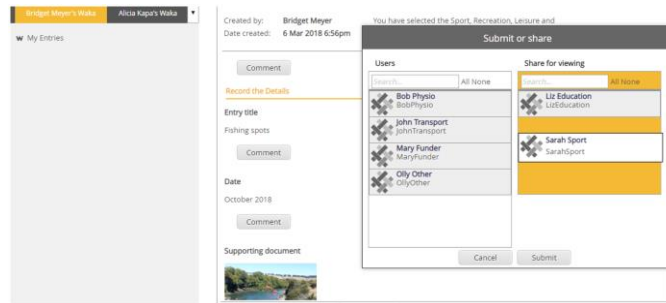 Bridget Meyer's Waka
Alicia Kapa's Waka
w My Entries
Created by: Bridget Meyer
Date created: 6 Mar 2018 6:56pm
You have selected the Sport, Recreation, Leisure and
Comment
Record the Details
Entry title
Fishing spots
Comment
Date
October 2018
Comment
Supporting document
Submit or share
Users
Search...
All None
Bob Physio
BobPhysio
John Transport
JohnTransport
Mary Funder
MaryFunder
Olly Other
OllyOther
Share for viewing
Search...
All None
Liz Education
LizEducation
Sarah Sport
SarahSport
Cancel
Submit